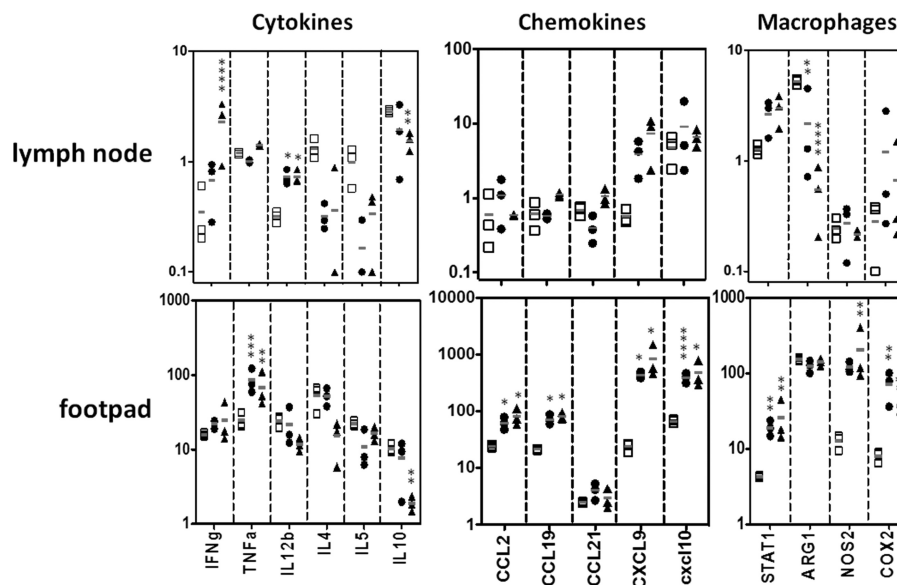 Cytokines Chemokines Macrophages
lymph node
10
1
0.1
100
10
1
0.1
10
1
0.1
**** * * **
** ****
footpad
1000
100
10
1
10000
1000
100
10
1
1000
100
10
1
*** ** **
* * * * * * **** *
** ** ** **
IFNg TNFa IL12b IL4 IL5 IL10
CCL2 CCL19 CCL21 CXCL9 cxcl10
STAT1 ARG1 NOS2 COX2